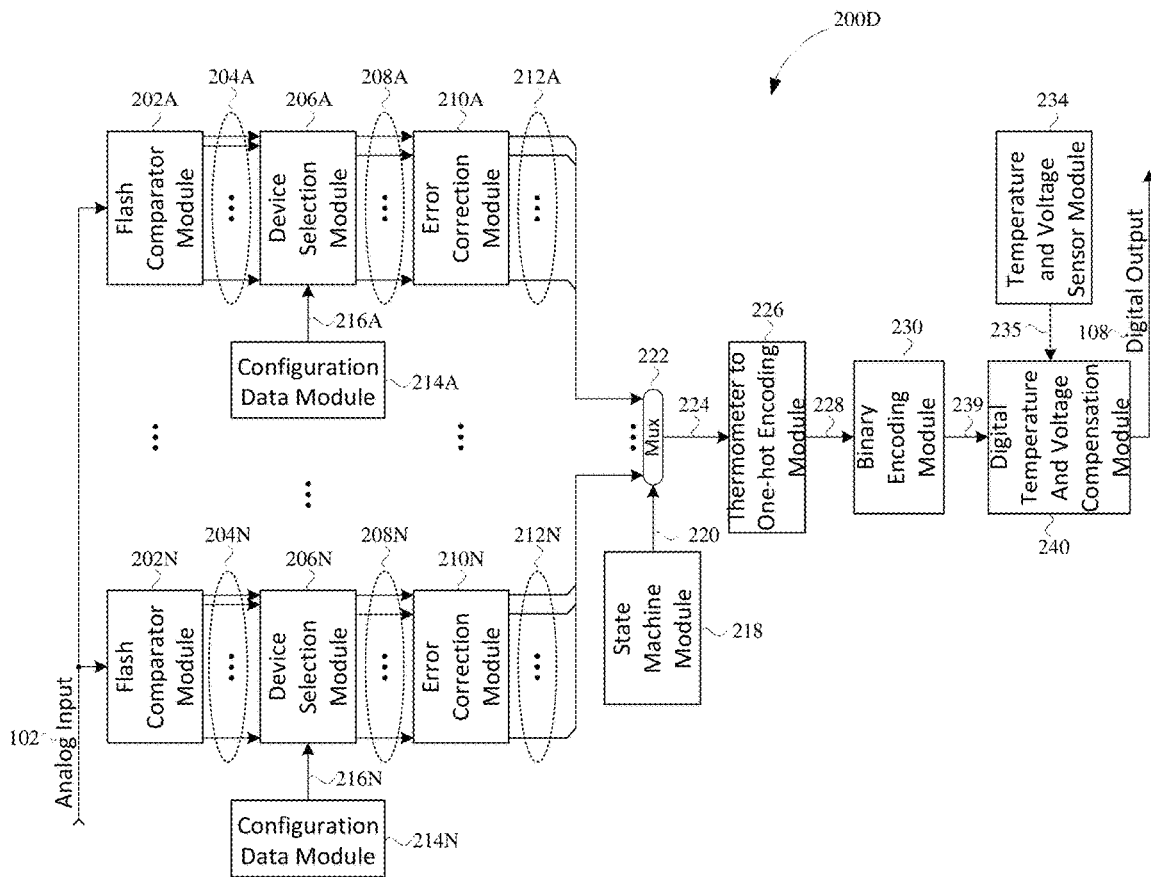 200D
204A
208A
212A
202A
206A
210A
234
Flash
Comparator
Module
Device
Selection
Module
Error
Correction
Module
Temperature
and Voltage
Sensor Module
Digital Output
216A
226
235
108
Configuration
Data Module
214A
222
230
Mux
224
Thermometer to
One-hot Encoding
Module
228
Binary
Encoding Module
239
Digital
Temperature
And Voltage
Compensation
Module
220
240
204N
208N
212N
202N
206N
210N
Flash
Comparator
Module
Device
Selection
Module
Error
Correction
Module
State
Machine
Module
218
102
Analog Input
216N
Configuration
Data Module
214N